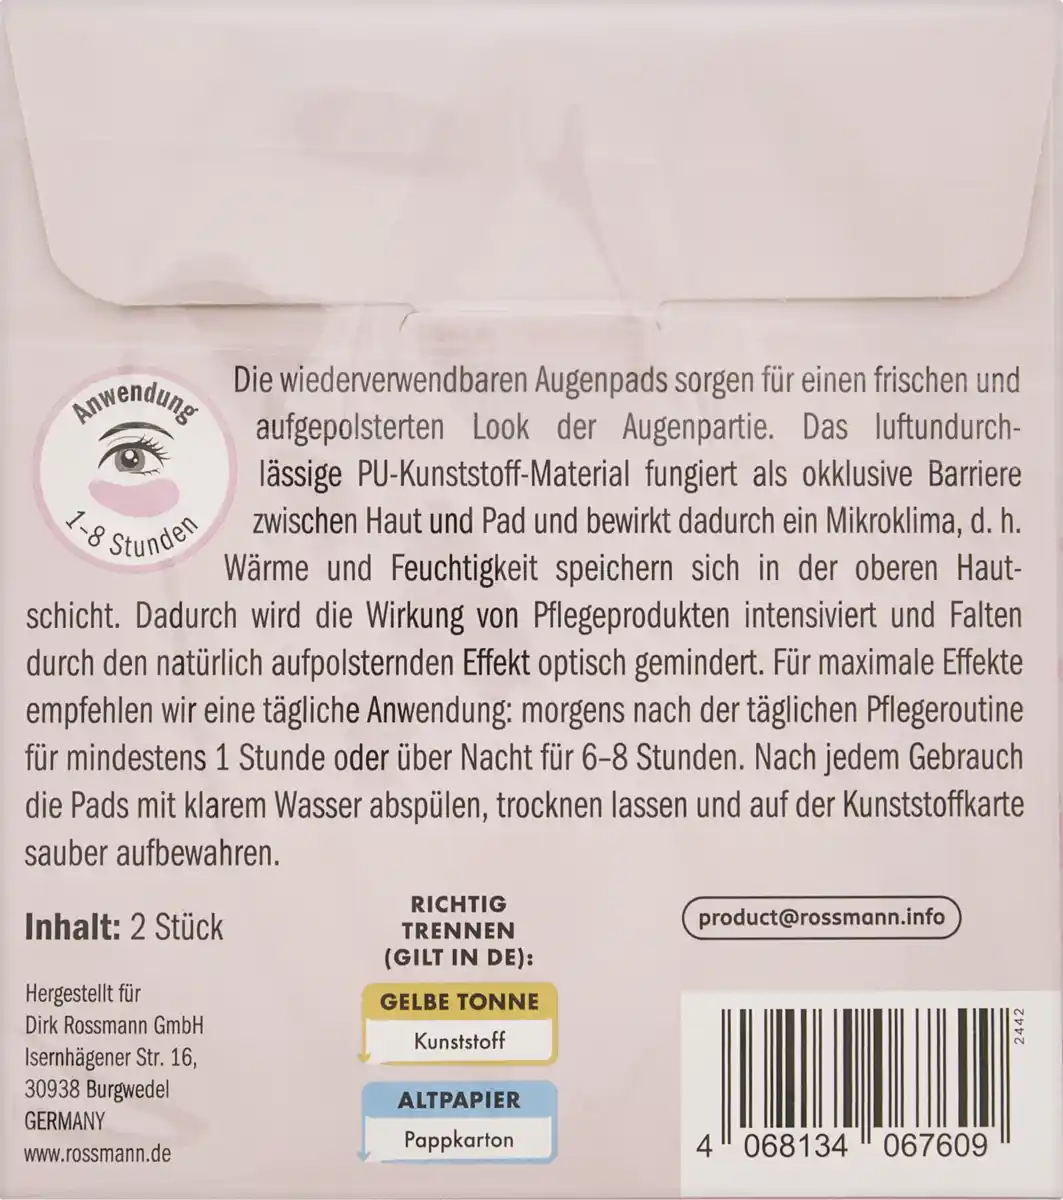 Anwendung
1–8 Stunden
Die wiederverwendbaren Augenpads sorgen für einen frischen und
aufgepolsterten Look der Augenpartie. Das luftundurch-
lässige PU-Kunststoff-Material fungiert als okklusive Barriere
zwischen Haut und Pad und bewirkt dadurch ein Mikroklima, d. h.
Wärme und Feuchtigkeit speichern sich in der oberen Haut-
schicht. Dadurch wird die Wirkung von Pflegeprodukten intensiviert und Falten
durch den natürlich aufpolsternden Effekt optisch gemindert. Für maximale Effekte
empfehlen wir eine tägliche Anwendung: morgens nach der täglichen Pflegeroutine
für mindestens 1 Stunde oder über Nacht für 6–8 Stunden. Nach jedem Gebrauch
die Pads mit klarem Wasser abspülen, trocknen lassen und auf der Kunststoffkarte
sauber aufbewahren.
Inhalt: 2 Stück
Hergestellt für
Dirk Rossmann GmbH
Isernhägener Str. 16,
30938 Burgwedel
GERMANY
www.rossmann.de
RICHTIG
TRENNEN
(GILT IN DE):
GELBE TONNE
Kunststoff
ALTPAPIER
Pappkarton
product@rossmann.info
2442
4 068134 067609